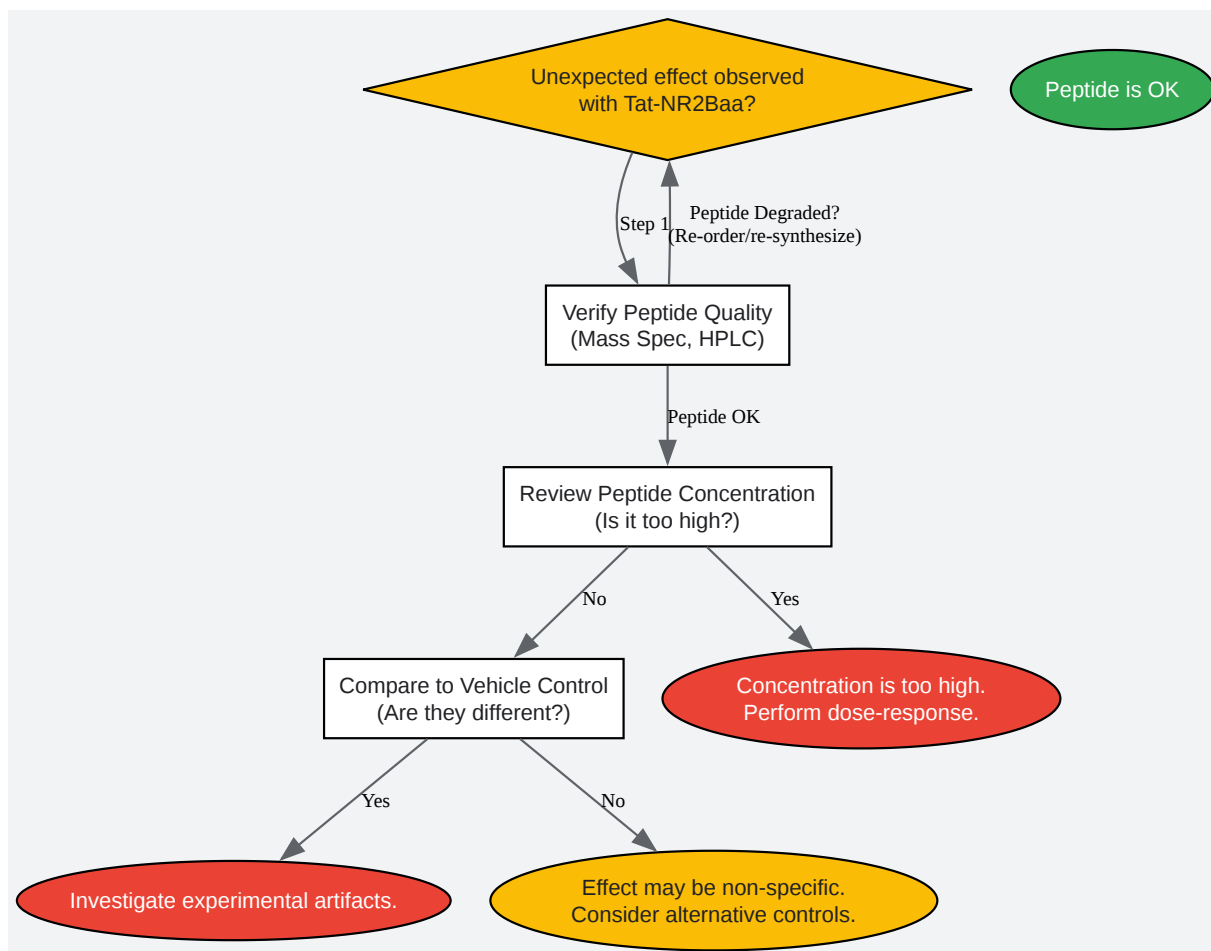 Unexpected effect observed
with Tat-NR2Baa?
Peptide is OK
Step 1
Peptide Degraded?
(Re-order/re-synthesize)
Verify Peptide Quality
(Mass Spec, HPLC)
Peptide OK
Review Peptide Concentration
(Is it too high?)
No
Yes
Compare to Vehicle Control
(Are they different?)
Concentration is too high.
Perform dose-response.
Yes
No
Investigate experimental artifacts.
Effect may be non-specific.
Consider alternative controls.